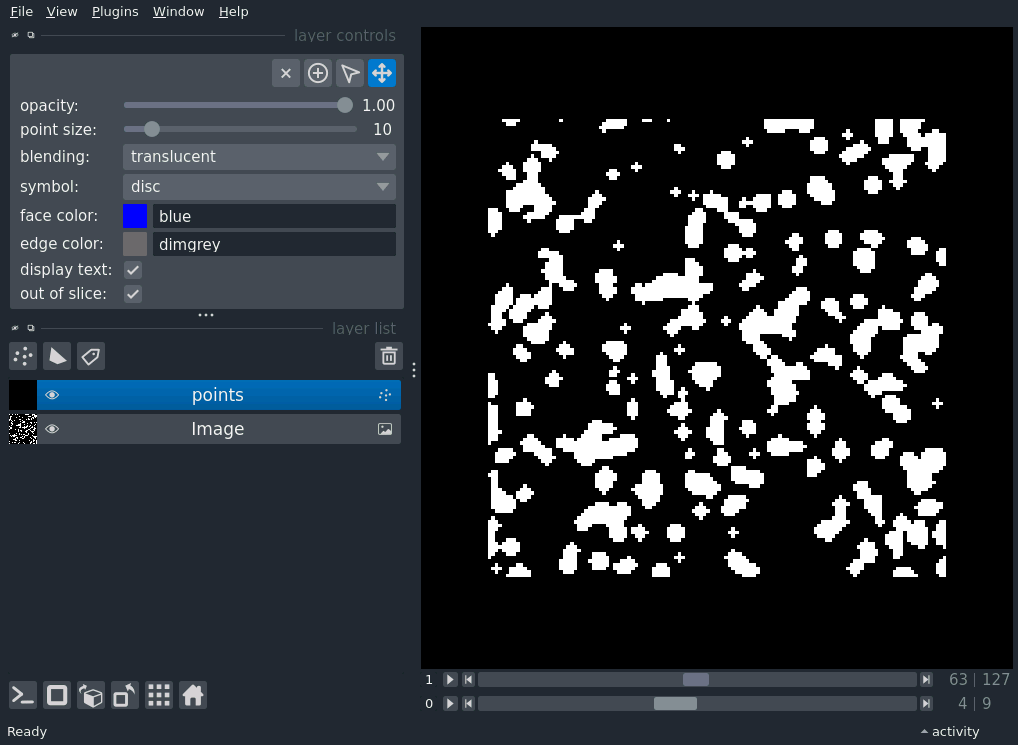 File View Plugins Window Help
layer controls
opacity: 1.00
point size: 10
blending: translucent
symbol: disc
face color: blue
edge color: dimgrey
display text:
out of slice:
layer list
points
Image
1 63 | 127
0 4 | 9
Ready activity